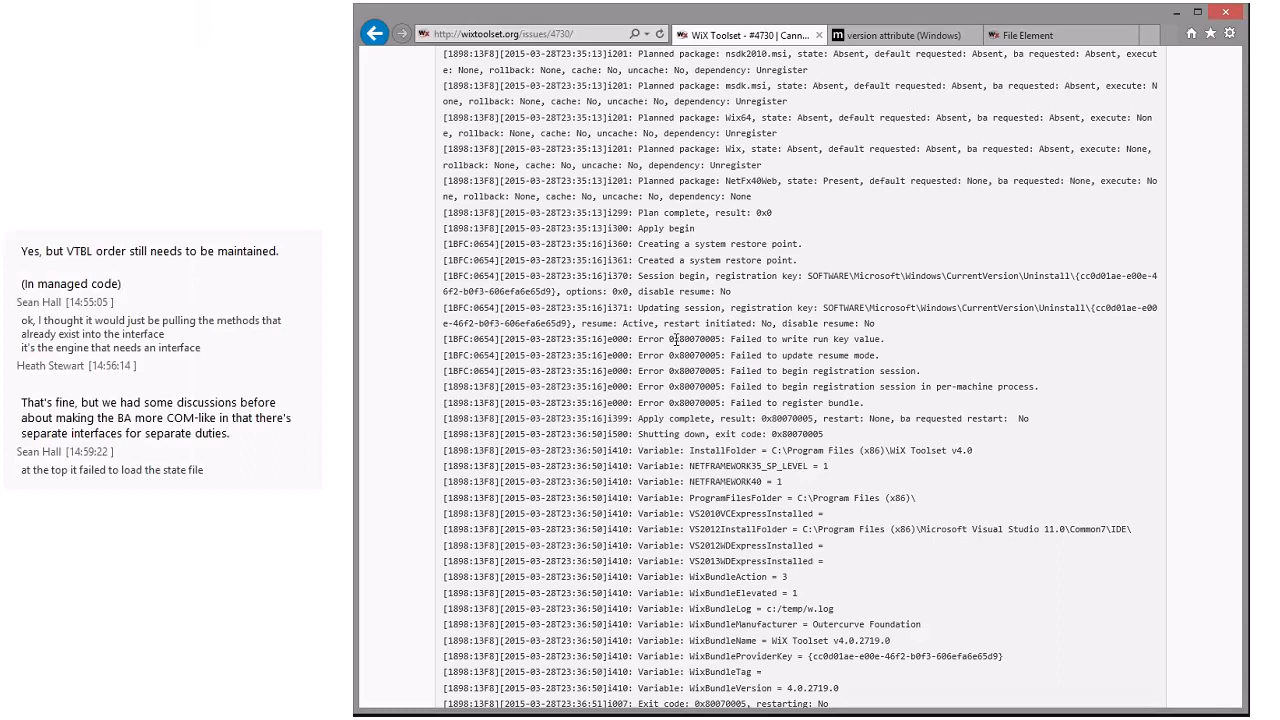 Yes, but VTBL order still needs to be maintained.
(In managed code)
Sean Hall [14:55:05 ]
ok, I thought it would just be pulling the methods that
already exist into the interface
it's the engine that needs an interface
Heath Stewart [14:56:14 ]
That's fine, but we had some discussions before
about making the BA more COM-like in that there's
separate interfaces for separate duties.
Sean Hall [14:59:22 ]
at the top it failed to load the state file
http://wixtoolset.org/issues/4730/
WiX Toolset - #4730 | Cann...
version attribute (Windows)
File Element
[1898:13F8][2015-03-28T23:35:13]i201: Planned package: nsdk2010.msi, state: Absent, default requested: Absent, ba requested: Absent, execut
e: None, rollback: None, cache: No, uncache: No, dependency: Unregister
[1898:13F8][2015-03-28T23:35:13]i201: Planned package: msdk.msi, state: Absent, default requested: Absent, ba requested: Absent, execute: N
one, rollback: None, cache: No, uncache: No, dependency: Unregister
[1898:13F8][2015-03-28T23:35:13]i201: Planned package: Wix64, state: Absent, default requested: Absent, ba requested: Absent, execute: Non
e, rollback: None, cache: No, uncache: No, dependency: Unregister
[1898:13F8][2015-03-28T23:35:13]i201: Planned package: Wix, state: Absent, default requested: Absent, ba requested: Absent, execute: None,
rollback: None, cache: No, uncache: No, dependency: Unregister
[1898:13F8][2015-03-28T23:35:13]i201: Planned package: NetFx40Web, state: Present, default requested: None, ba requested: None, execute: No
ne, rollback: None, cache: No, uncache: No, dependency: None
[1898:13F8][2015-03-28T23:35:13]i299: Plan complete, result: 0x0
[1898:13F8][2015-03-28T23:35:13]i300: Apply begin
[1BFC:0654][2015-03-28T23:35:16]i360: Creating a system restore point.
[1BFC:0654][2015-03-28T23:35:16]i361: Created a system restore point.
[1BFC:0654][2015-03-28T23:35:16]i370: Session begin, registration key: SOFTWARE\Microsoft\Windows\CurrentVersion\Uninstall\{cc0d01ae-e00e-4
6f2-b0f3-606efa6e65d9}, options: 0x0, disable resume: No
[1BFC:0654][2015-03-28T23:35:16]i371: Updating session, registration key: SOFTWARE\Microsoft\Windows\CurrentVersion\Uninstall\{cc0d01ae-e00
e-46f2-b0f3-606efa6e65d9}, resume: Active, restart initiated: No, disable resume: No
[1BFC:0654][2015-03-28T23:35:16]e000: Error 0x80070005: Failed to write run key value.
[1BFC:0654][2015-03-28T23:35:16]e000: Error 0x80070005: Failed to update resume mode.
[1BFC:0654][2015-03-28T23:35:16]e000: Error 0x80070005: Failed to begin registration session.
[1898:13F8][2015-03-28T23:35:16]e000: Error 0x80070005: Failed to begin registration session in per-machine process.
[1898:13F8][2015-03-28T23:35:16]e000: Error 0x80070005: Failed to register bundle.
[1898:13F8][2015-03-28T23:35:16]i399: Apply complete, result: 0x80070005, restart: None, ba requested restart:  No
[1898:13F8][2015-03-28T23:36:50]i500: Shutting down, exit code: 0x80070005
[1898:13F8][2015-03-28T23:36:50]i410: Variable: InstallFolder = C:\Program Files (x86)\WiX Toolset v4.0
[1898:13F8][2015-03-28T23:36:50]i410: Variable: NETFRAMEWORK35_SP_LEVEL = 1
[1898:13F8][2015-03-28T23:36:50]i410: Variable: NETFRAMEWORK40 = 1
[1898:13F8][2015-03-28T23:36:50]i410: Variable: ProgramFilesFolder = C:\Program Files (x86)\
[1898:13F8][2015-03-28T23:36:50]i410: Variable: VS2010VCExpressInstalled =
[1898:13F8][2015-03-28T23:36:50]i410: Variable: VS2012InstallFolder = C:\Program Files (x86)\Microsoft Visual Studio 11.0\Common7\IDE\
[1898:13F8][2015-03-28T23:36:50]i410: Variable: VS2012WDExpressInstalled =
[1898:13F8][2015-03-28T23:36:50]i410: Variable: VS2013WDExpressInstalled =
[1898:13F8][2015-03-28T23:36:50]i410: Variable: WixBundleAction = 3
[1898:13F8][2015-03-28T23:36:50]i410: Variable: WixBundleElevated = 1
[1898:13F8][2015-03-28T23:36:50]i410: Variable: WixBundleLog = c:/temp/w.log
[1898:13F8][2015-03-28T23:36:50]i410: Variable: WixBundleManufacturer = Outercurve Foundation
[1898:13F8][2015-03-28T23:36:50]i410: Variable: WixBundleName = WiX Toolset v4.0.2719.0
[1898:13F8][2015-03-28T23:36:50]i410: Variable: WixBundleProviderKey = {cc0d01ae-e00e-46f2-b0f3-606efa6e65d9}
[1898:13F8][2015-03-28T23:36:50]i410: Variable: WixBundleTag =
[1898:13F8][2015-03-28T23:36:50]i410: Variable: WixBundleVersion = 4.0.2719.0
[1898:13F8][2015-03-28T23:36:51]i007: Exit code: 0x80070005, restarting: No